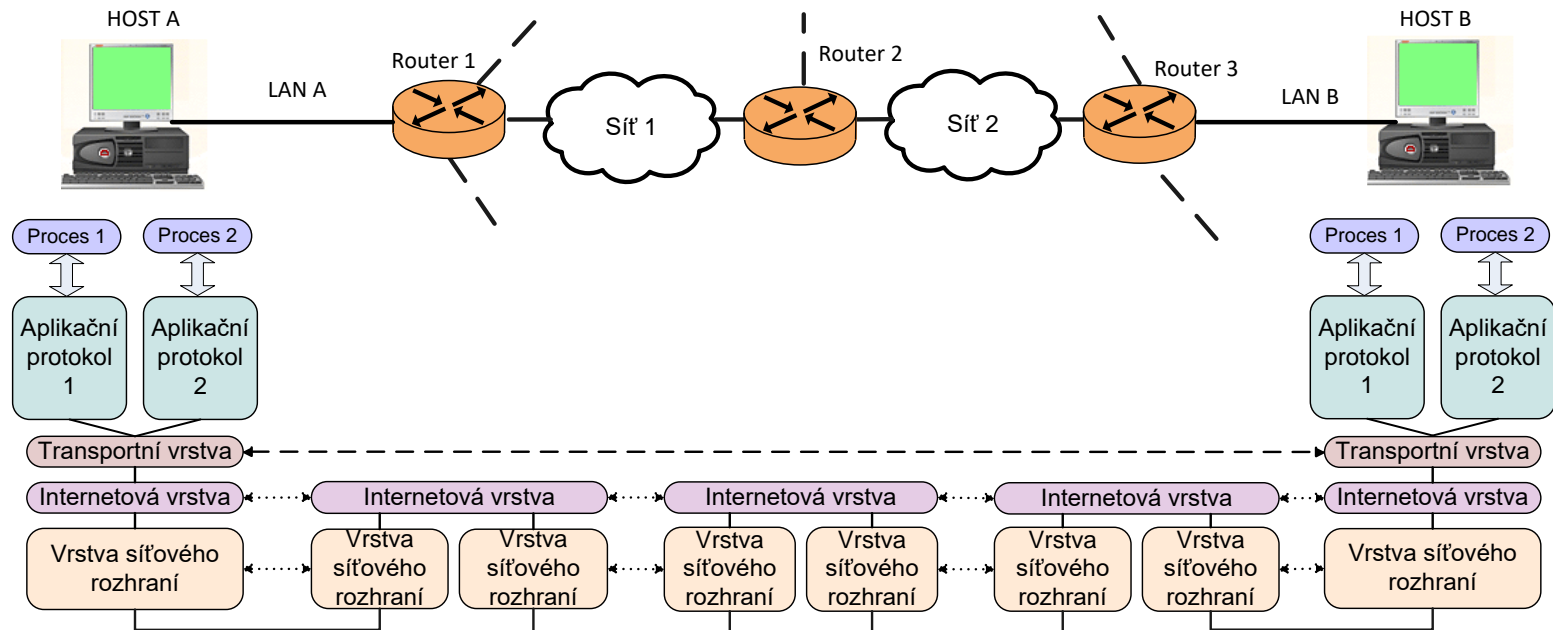 HOST A
HOST B
Router 1
Router 2
Router 3
LAN A
LAN B
Síť 1
Síť 2
Proces 1
Proces 2
Proces 1
Proces 2
Aplikační
protokol
1
Aplikační
protokol
2
Aplikační
protokol
1
Aplikační
protokol
2
Transportní vrstva
Transportní vrstva
Internetová vrstva
Internetová vrstva
Internetová vrstva
Internetová vrstva
Internetová vrstva
Vrstva síťového
rozhraní
Vrstva
síťového
rozhraní
Vrstva
síťového
rozhraní
Vrstva
síťového
rozhraní
Vrstva
síťového
rozhraní
Vrstva
síťového
rozhraní
Vrstva
síťového
rozhraní
Vrstva síťového
rozhraní